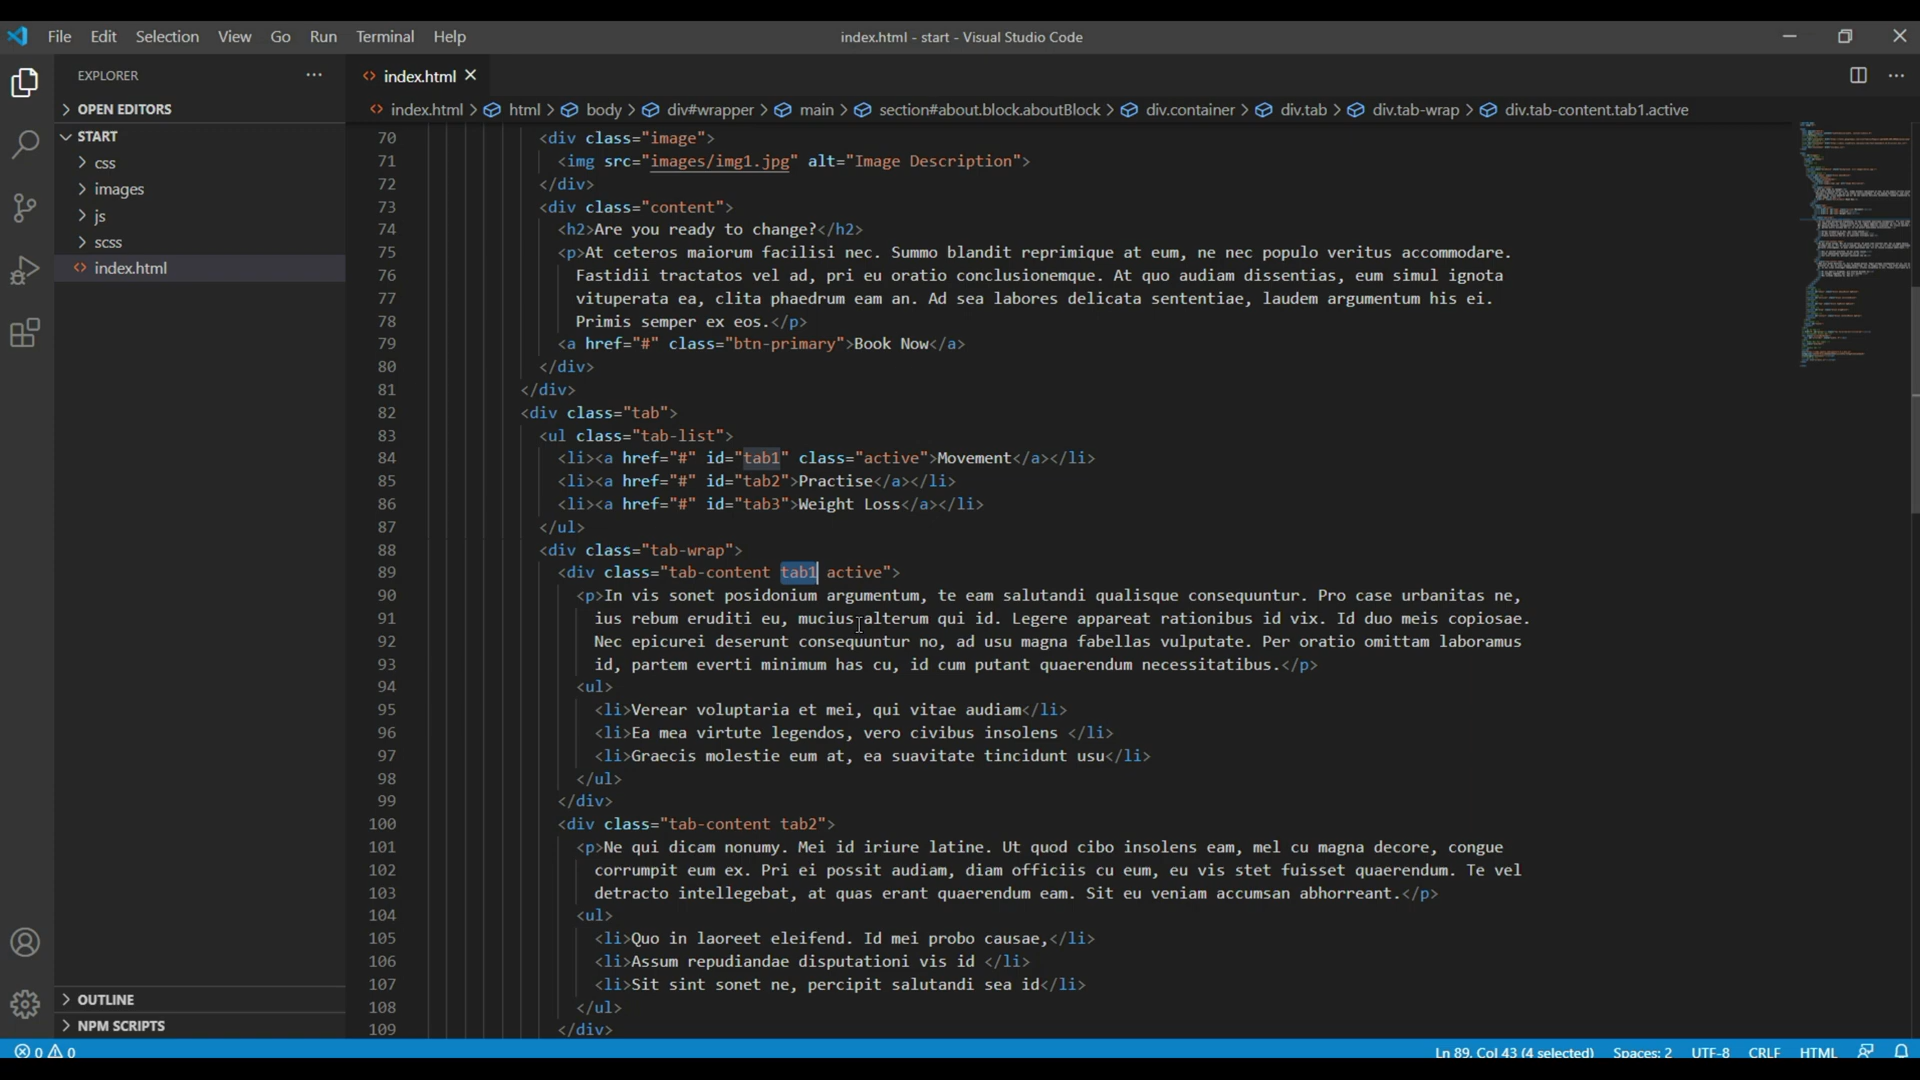 File Edit Selection View Go Run Terminal Help
index.html - start - Visual Studio Code
EXPLORER ···
index.html ×
OPEN EDITORS
index.html > html > body > div#wrapper > main > section#about.block.aboutBlock > div.container > div.tab > div.tab-wrap > div.tab-content.tab1.active
START
css
images
js
scss
index.html
OUTLINE
NPM SCRIPTS
70 <div class="image">
71 <img src="images/img1.jpg" alt="Image Description">
72 </div>
73 <div class="content">
74 <h2>Are you ready to change?</h2>
75 <p>At ceteros maiorum facilisi nec. Summo blandit reprimique at eum, ne nec populo veritus accommodare.
76 Fastidii tractatos vel ad, pri eu oratio conclusionemque. At quo audiam dissentias, eum simul ignota
77 vituperata ea, clita phaedrum eam an. Ad sea labores delicata sententiae, laudem argumentum his ei.
78 Primis semper ex eos.</p>
79 <a href="#" class="btn-primary">Book Now</a>
80 </div>
81 </div>
82 <div class="tab">
83 <ul class="tab-list">
84 <li><a href="#" id="tab1" class="active">Movement</a></li>
85 <li><a href="#" id="tab2">Practise</a></li>
86 <li><a href="#" id="tab3">Weight Loss</a></li>
87 </ul>
88 <div class="tab-wrap">
89 <div class="tab-content tab1 active">
90 <p>In vis sonet posidonium argumentum, te eam salutandi qualisque consequuntur. Pro case urbanitas ne,
91 ius rebum eruditi eu, mucius alterum qui id. Legere appareat rationibus id vix. Id duo meis copiosae.
92 Nec epicurei deserunt consequuntur no, ad usu magna fabellas vulputate. Per oratio omittam laboramus
93 id, partem everti minimum has cu, id cum putant quaerendum necessitatibus.</p>
94 <ul>
95 <li>Verear voluptaria et mei, qui vitae audiam</li>
96 <li>Ea mea virtute legendos, vero civibus insolens </li>
97 <li>Graecis molestie eum at, ea suavitate tincidunt usu</li>
98 </ul>
99 </div>
100 <div class="tab-content tab2">
101 <p>Ne qui dicam nonumy. Mei id iriure latine. Ut quod cibo insolens eam, mel cu magna decore, congue
102 corrumpit eum ex. Pri ei possit audiam, diam officiis cu eum, eu vis stet fuisset quaerendum. Te vel
103 detracto intellegebat, at quas erant quaerendum eam. Sit eu veniam accumsan abhorreant.</p>
104 <ul>
105 <li>Quo in laoreet eleifend. Id mei probo causae,</li>
106 <li>Assum repudiandae disputationi vis id </li>
107 <li>Sit sint sonet ne, percipit salutandi sea id</li>
108 </ul>
109 </div>
0 0 Ln 89, Col 43 (4 selected) Spaces: 2 UTF-8 CRLF HTML